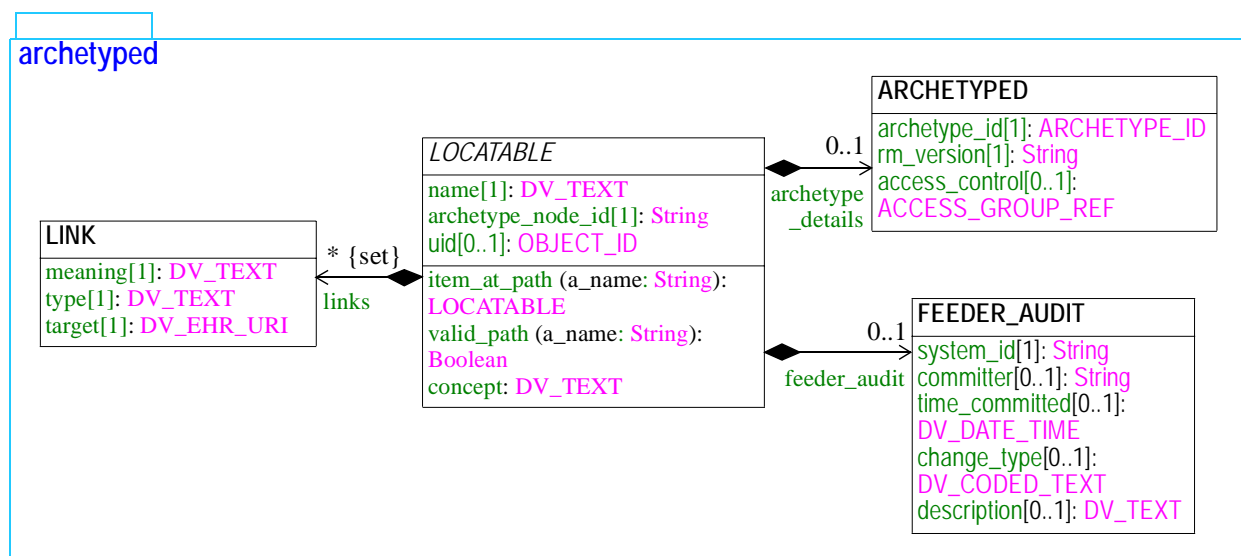 archetyped
LINK
meaning[1]: DV_TEXT
type[1]: DV_TEXT
target[1]: DV_EHR_URI
* {set}
links
LOCATABLE
name[1]: DV_TEXT
archetype_node_id[1]: String
uid[0..1]: OBJECT_ID
item_at_path (a_name: String):
LOCATABLE
valid_path (a_name: String):
Boolean
concept: DV_TEXT
0..1
archetype
_details
ARCHETYPED
archetype_id[1]: ARCHETYPE_ID
rm_version[1]: String
access_control[0..1]:
ACCESS_GROUP_REF
0..1
feeder_audit
FEEDER_AUDIT
system_id[1]: String
committer[0..1]: String
time_committed[0..1]:
DV_DATE_TIME
change_type[0..1]:
DV_CODED_TEXT
description[0..1]: DV_TEXT